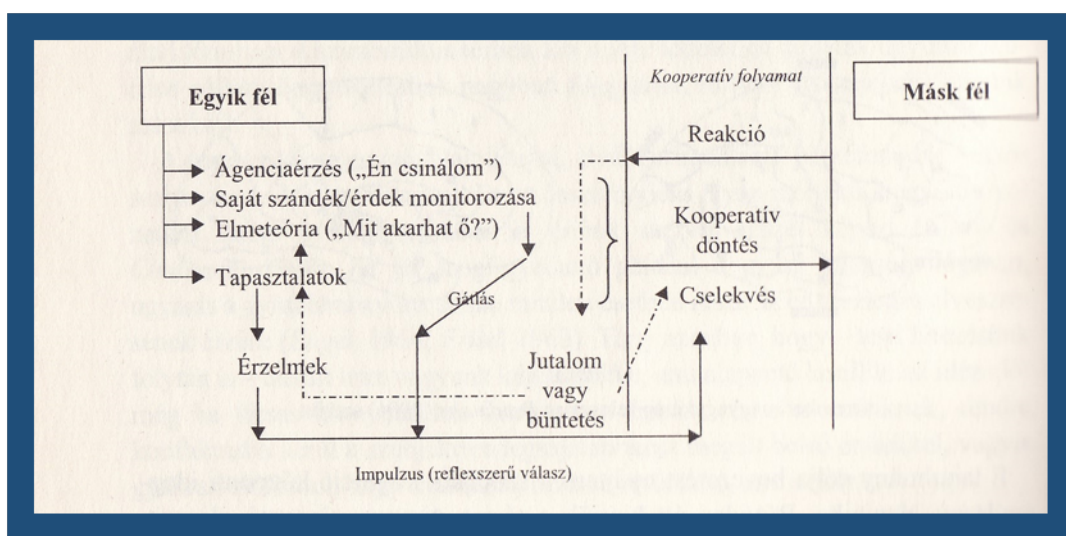 Egyik fél
Kooperatív folyamat
Másk fél
Reakció
Ágenciaérzés („Én csinálom”)
Saját szándék/érdek monitorozása
Elmeteória („Mit akarhat ő?”)
Tapasztalatok
Kooperatív
döntés
Cselekvés
Gátlás
Érzelmek
Jutalom
vagy
büntetés
Impulzus (reflexszerű válasz)